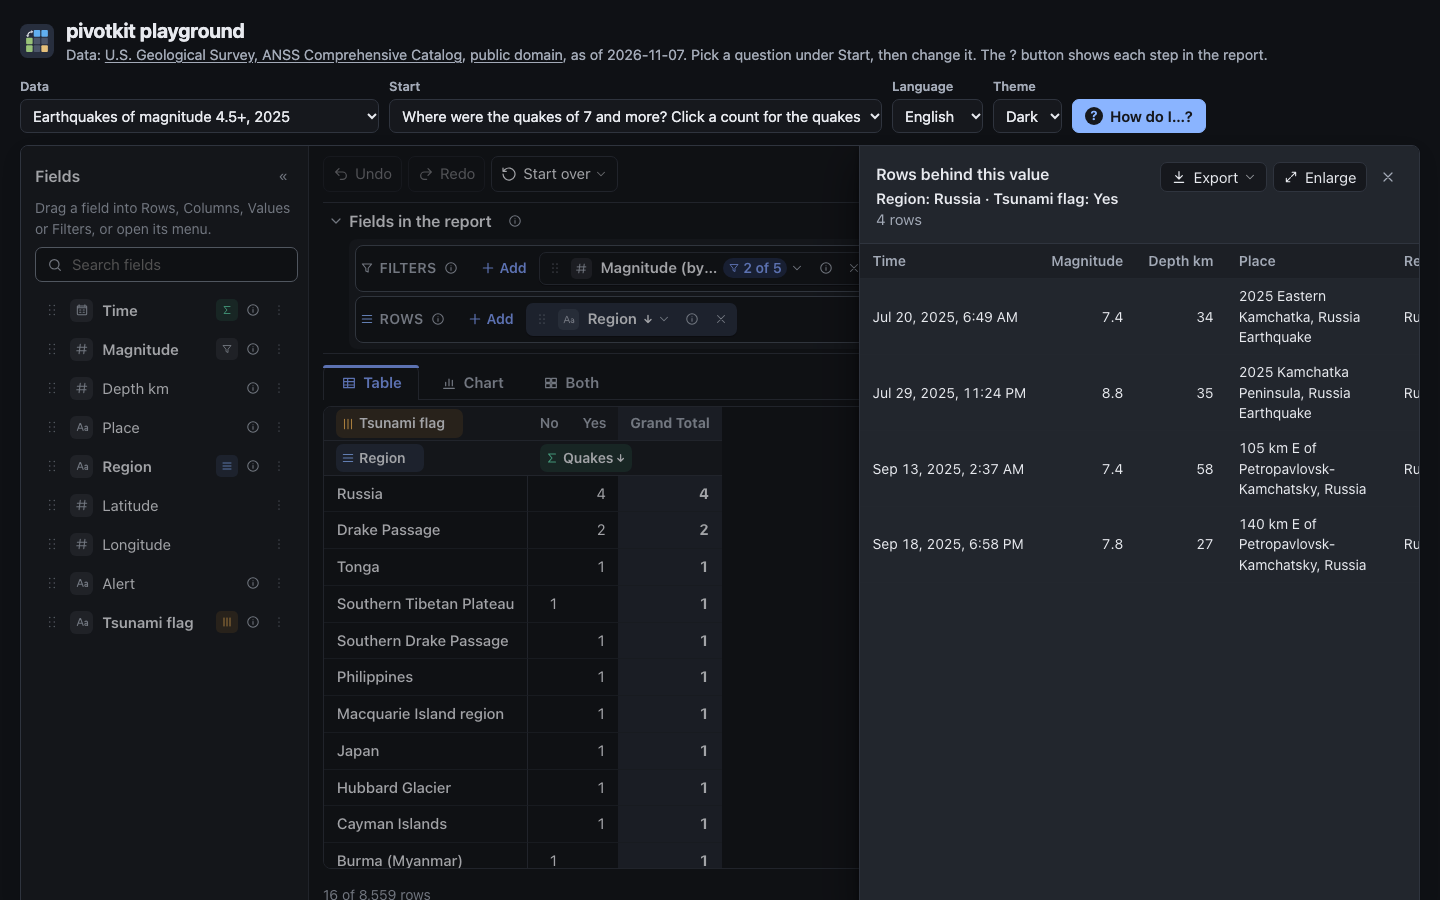 pivotkit playground
Data: U.S. Geological Survey, ANSS Comprehensive Catalog, public domain, as of 2026-11-07. Pick a question under Start, then change it. The ? button shows each step in the report.
Data
Start
Language
Theme
Earthquakes of magnitude 4.5+, 2025
Where were the quakes of 7 and more? Click a count for the quakes
English
Dark
? How do I...?
Fields
«
Drag a field into Rows, Columns, Values
or Filters, or open its menu.
Search fields
Time
Σ
# Magnitude
# Depth km
Aa Place
Aa Region
# Latitude
# Longitude
Aa Alert
Aa Tsunami flag
Undo
Redo
Start over
Fields in the report
FILTERS
+ Add
# Magnitude (by...
2 of 5
ROWS
+ Add
Aa Region ↓
Table
Chart
Both
Tsunami flag
No
Yes
Grand Total
Region
Σ Quakes ↓
Russia 4 4
Drake Passage 2 2
Tonga 1 1
Southern Tibetan Plateau 1 1
Southern Drake Passage 1 1
Philippines 1 1
Macquarie Island region 1 1
Japan 1 1
Hubbard Glacier 1 1
Cayman Islands 1 1
Burma (Myanmar) 1 1
16 of 8,559 rows
Rows behind this value
Region: Russia · Tsunami flag: Yes
4 rows
Export
Enlarge
Time Magnitude Depth km Place Re
Jul 20, 2025, 6:49 AM 7.4 34
2025 Eastern
Kamchatka, Russia
Earthquake
Ru
Jul 29, 2025, 11:24 PM 8.8 35
2025 Kamchatka
Peninsula, Russia
Earthquake
Ru
Sep 13, 2025, 2:37 AM 7.4 58
105 km E of
Petropavlovsk-
Kamchatsky, Russia
Ru
Sep 18, 2025, 6:58 PM 7.8 27
140 km E of
Petropavlovsk-
Kamchatsky, Russia
Ru